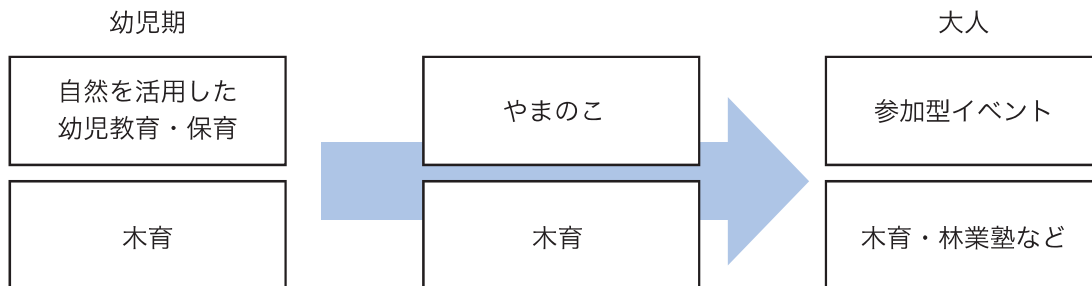 幼児期
大人
自然を活用した
幼児教育・保育
やまのこ
参加型イベント
木育
木育
木育・林業塾など